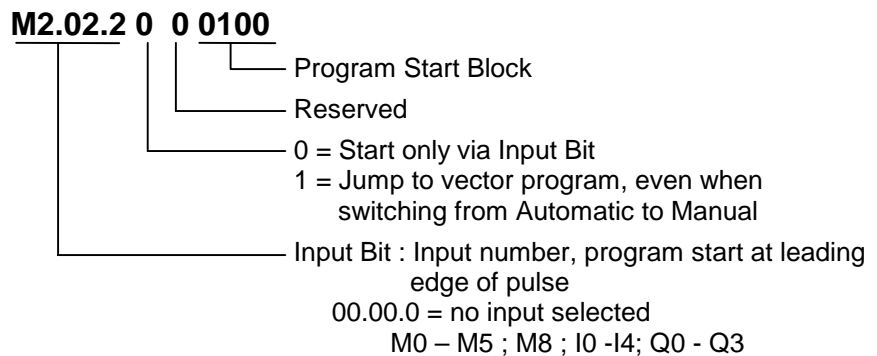 M2.02.2 0 0 0100
Program Start Block
Reserved
0 = Start only via Input Bit
1 = Jump to vector program, even when
switching from Automatic to Manual
Input Bit : Input number, program start at leading
edge of pulse
00.00.0 = no input selected
M0 – M5 ; M8 ; I0 -I4; Q0 - Q3